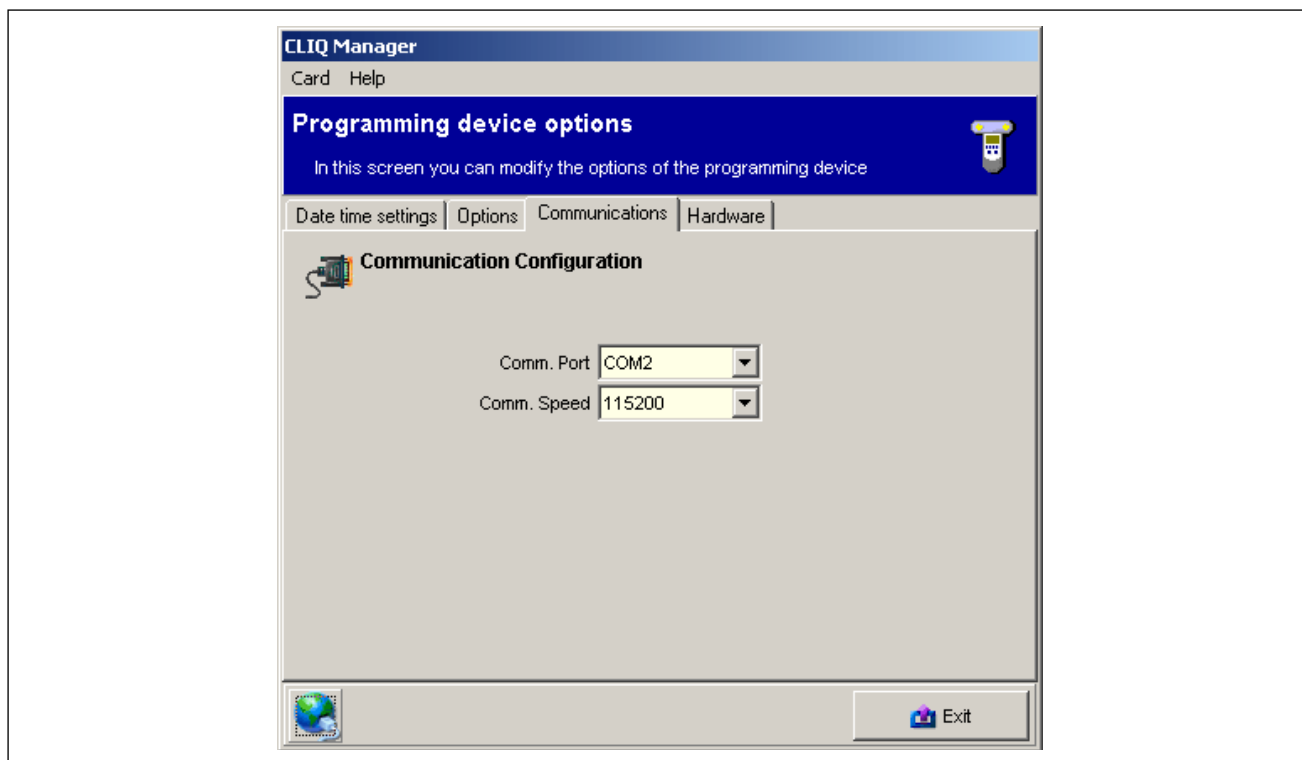 CLIQ Manager
Card Help
Programming device options
In this screen you can modify the options of the programming device
Date time settings Options Communications Hardware
Communication Configuration
Comm. Port COM2
Comm. Speed 115200
Exit